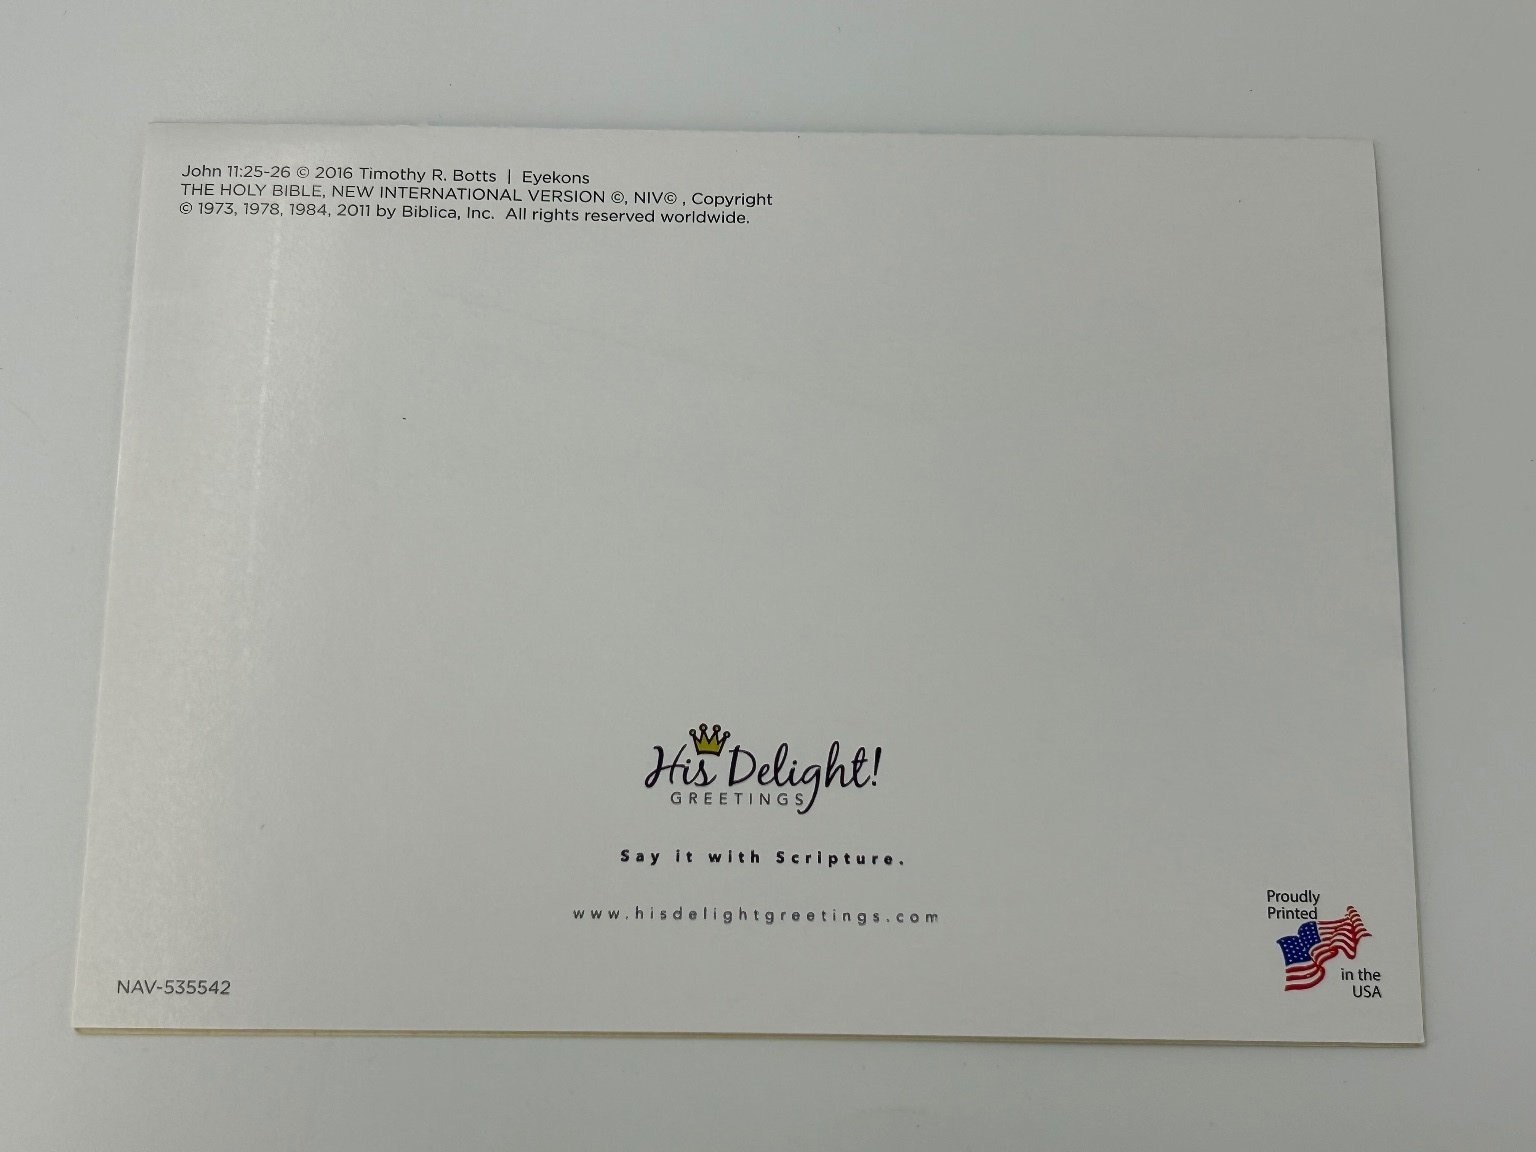 John 11:25-26 © 2016 Timothy R. Botts | Eyekons
THE HOLY BIBLE, NEW INTERNATIONAL VERSION ©, NIV© , Copyright
© 1973, 1978, 1984, 2011 by Biblica, Inc. All rights reserved worldwide.
His Delight!
GREETINGS
Say it with Scripture.
www.hisdelightgreetings.com
Proudly
Printed
in the
USA
NAV-535542